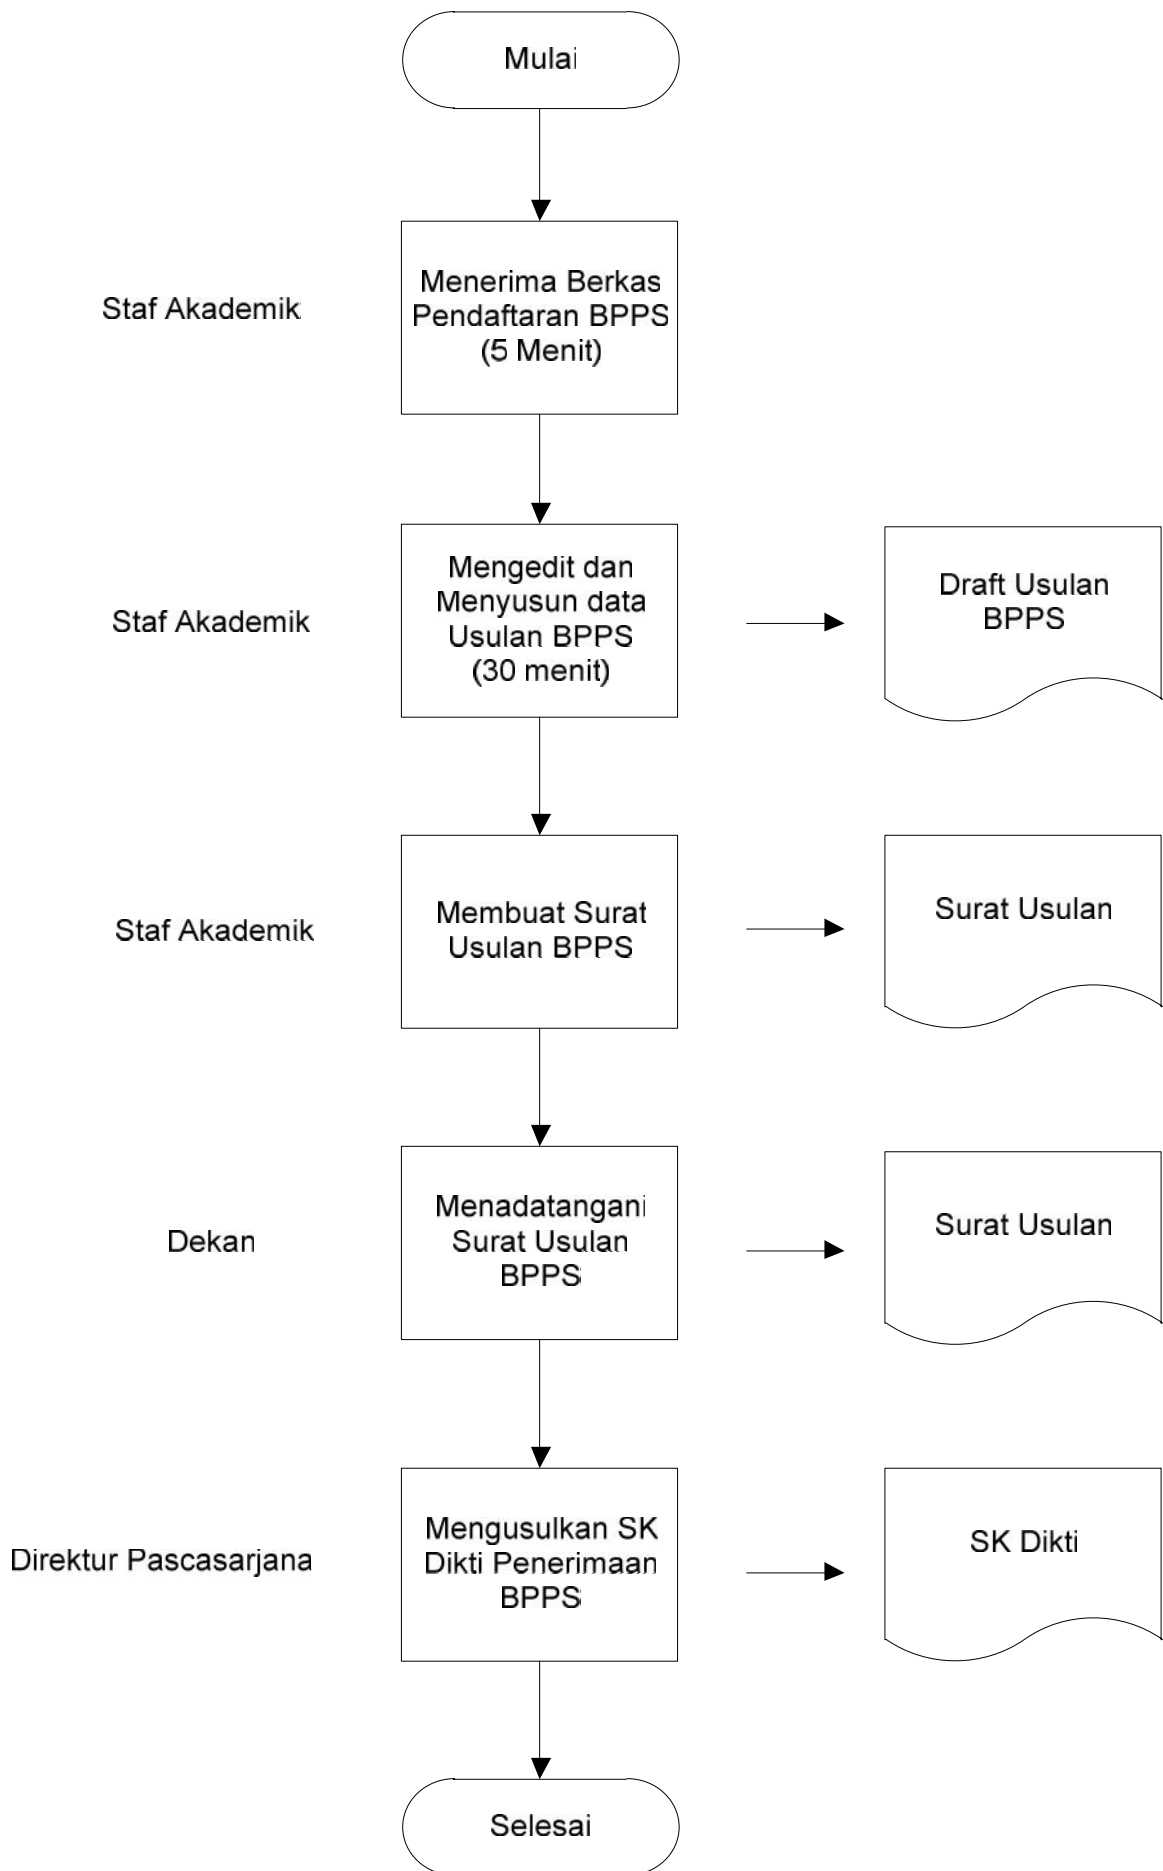 Mulai
Staf Akademik
Menerima Berkas
Pendaftaran BPPS
(5 Menit)
Staf Akademik
Mengedit dan
Menyusun data
Usulan BPPS
(30 menit)
Draft Usulan
BPPS
Staf Akademik
Membuat Surat
Usulan BPPS
Surat Usulan
Dekan
Menadatangani
Surat Usulan
BPPS
Surat Usulan
Direktur Pascasarjana
Mengusulkan SK
Dikti Penerimaan
BPPS
SK Dikti
Selesai